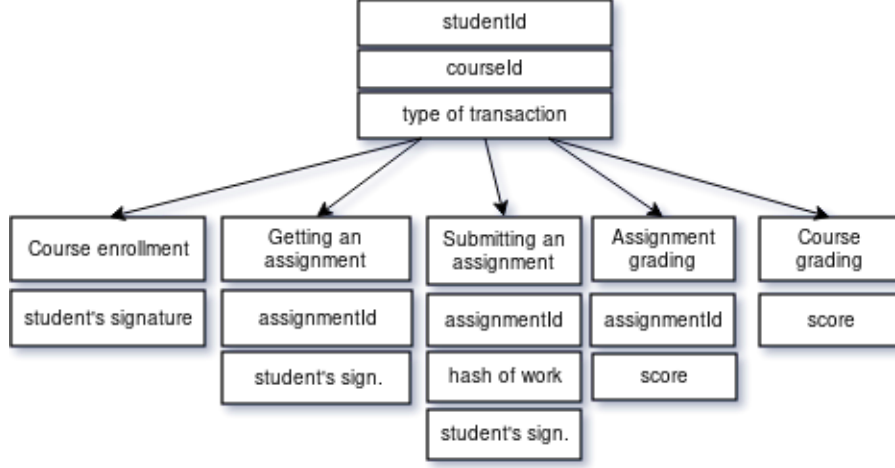 studentId
courseId
type of transaction
Course enrollment
student's signature
Getting an
assignment
assignmentId
student's sign.
Submitting an
assignment
assignmentId
hash of work
student's sign.
Assignment
grading
assignmentId
score
Course
grading
score